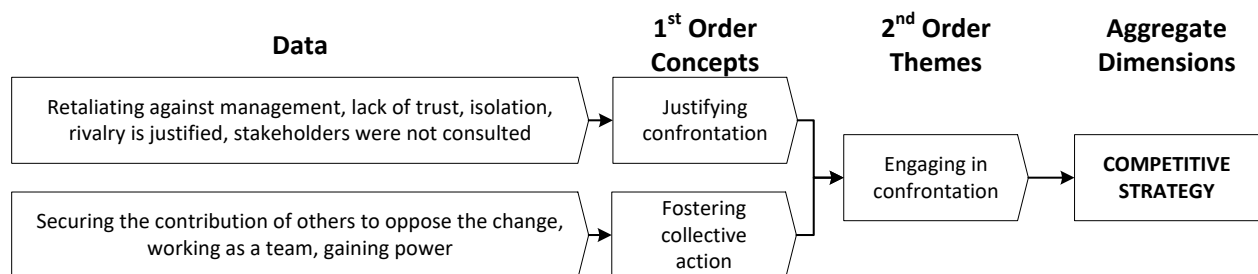 Data
1st Order
Concepts
2nd Order
Themes
Aggregate
Dimensions
Retaliating against management, lack of trust, isolation,
rivalry is justified, stakeholders were not consulted
Justifying
confrontation
Securing the contribution of others to oppose the change,
working as a team, gaining power
Fostering
collective
action
Engaging in
confrontation
COMPETITIVE
STRATEGY